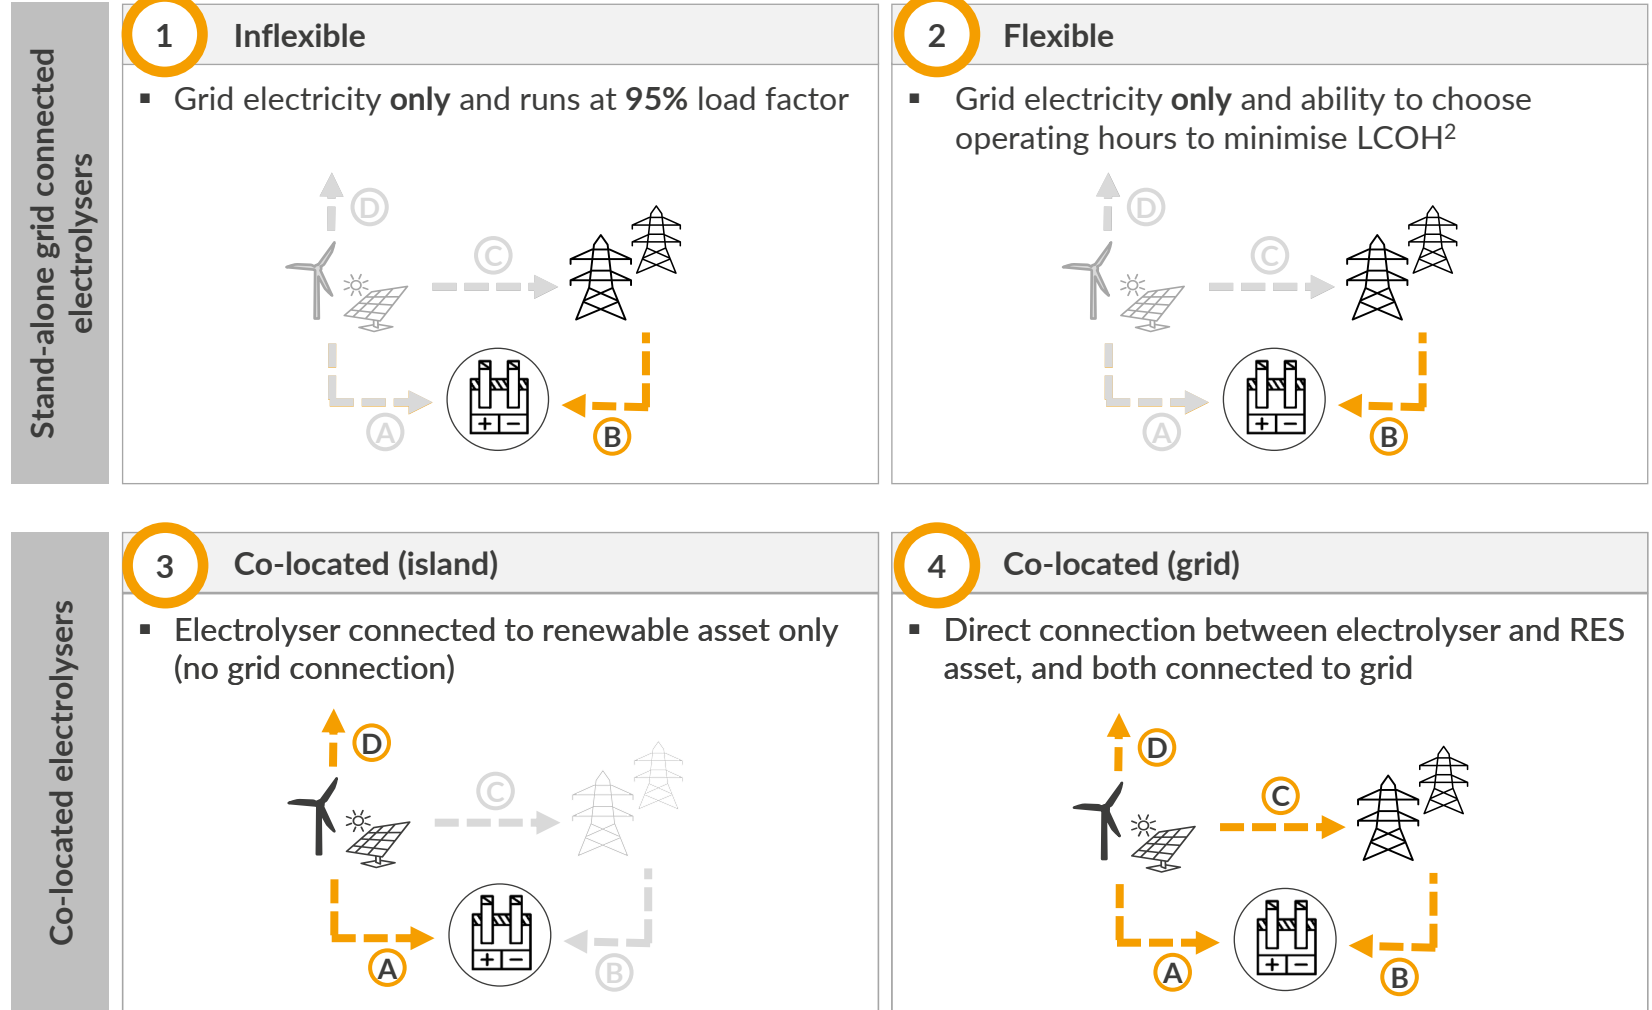 Stand-alone grid connected
electrolysers
1
Inflexible
▪ Grid electricity only and runs at 95% load factor
D
C
A
B
+ −
2
Flexible
▪ Grid electricity only and ability to choose
operating hours to minimise LCOH²
D
C
A
B
+ −
Co-located electrolysers
3
Co-located (island)
▪ Electrolyser connected to renewable asset only
(no grid connection)
D
C
A
B
+ −
4
Co-located (grid)
▪ Direct connection between electrolyser and RES
asset, and both connected to grid
D
C
A
B
+ −